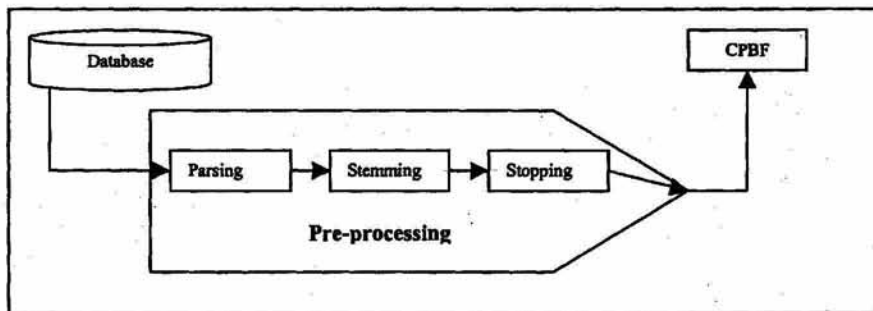 Database
CPBF
Parsing
Stemming
Stopping
Pre-processing